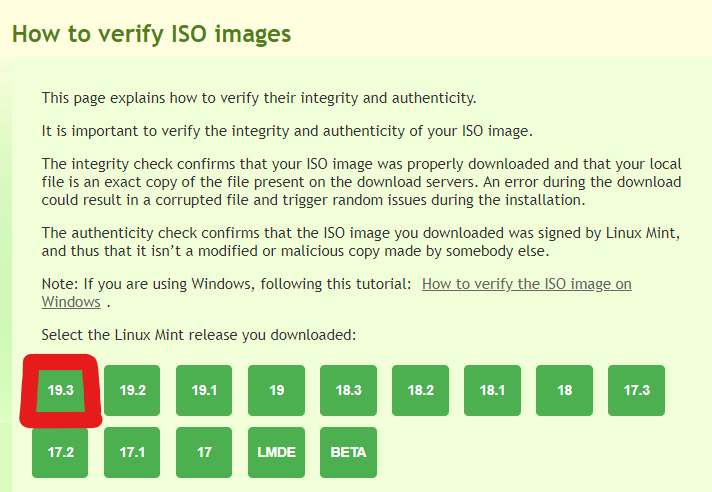 How to verify ISO images
This page explains how to verify their integrity and authenticity.
It is important to verify the integrity and authenticity of your ISO image.
The integrity check confirms that your ISO image was properly downloaded and that your local
file is an exact copy of the file present on the download servers. An error during the download
could result in a corrupted file and trigger random issues during the installation.
The authenticity check confirms that the ISO image you downloaded was signed by Linux Mint,
and thus that it isn’t a modified or malicious copy made by somebody else.
Note: If you are using Windows, following this tutorial: How to verify the ISO image on
Windows .
Select the Linux Mint release you downloaded:
19.3 19.2 19.1 19 18.3 18.2 18.1 18 17.3
17.2 17.1 17 LMDE BETA